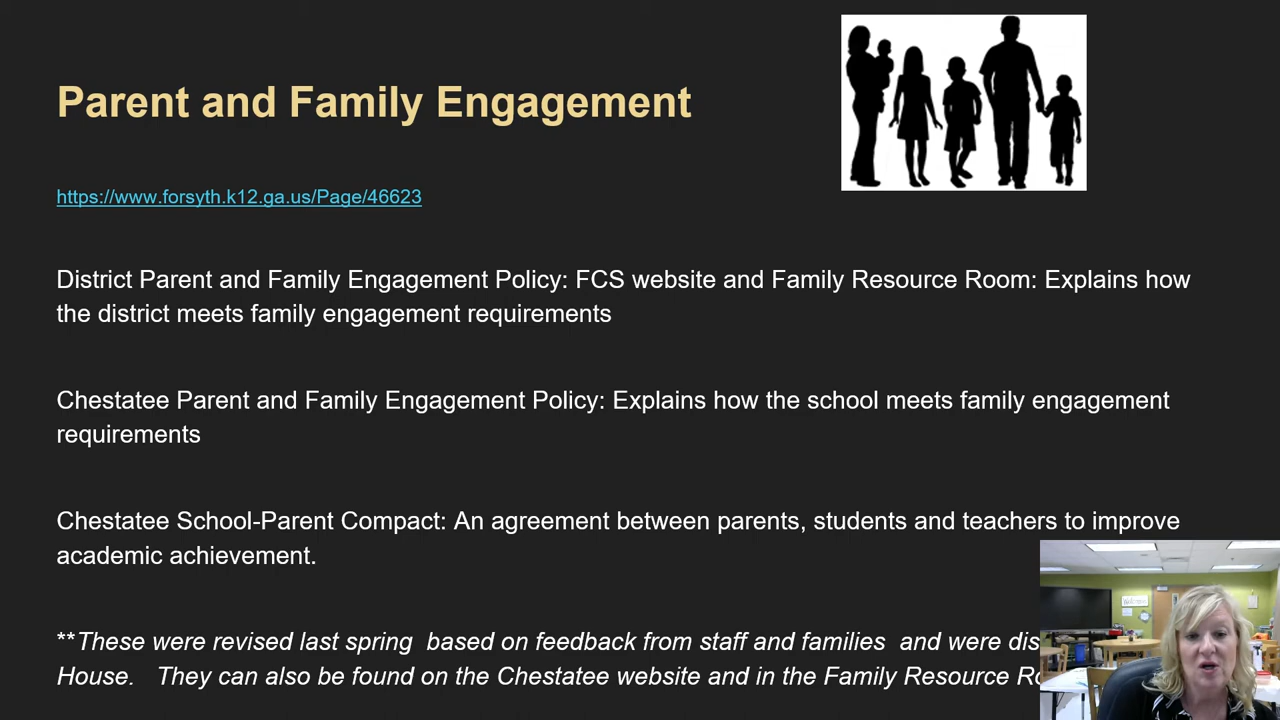 Parent and Family Engagement
https://www.forsyth.k12.ga.us/Page/46623
District Parent and Family Engagement Policy: FCS website and Family Resource Room: Explains how
the district meets family engagement requirements
Chestatee Parent and Family Engagement Policy: Explains how the school meets family engagement
requirements
Chestatee School-Parent Compact: An agreement between parents, students and teachers to improve
academic achievement.
**These were revised last spring  based on feedback from staff and families  and were
House.   They can also be found on the Chestatee website and in the Family Resource
Welcome